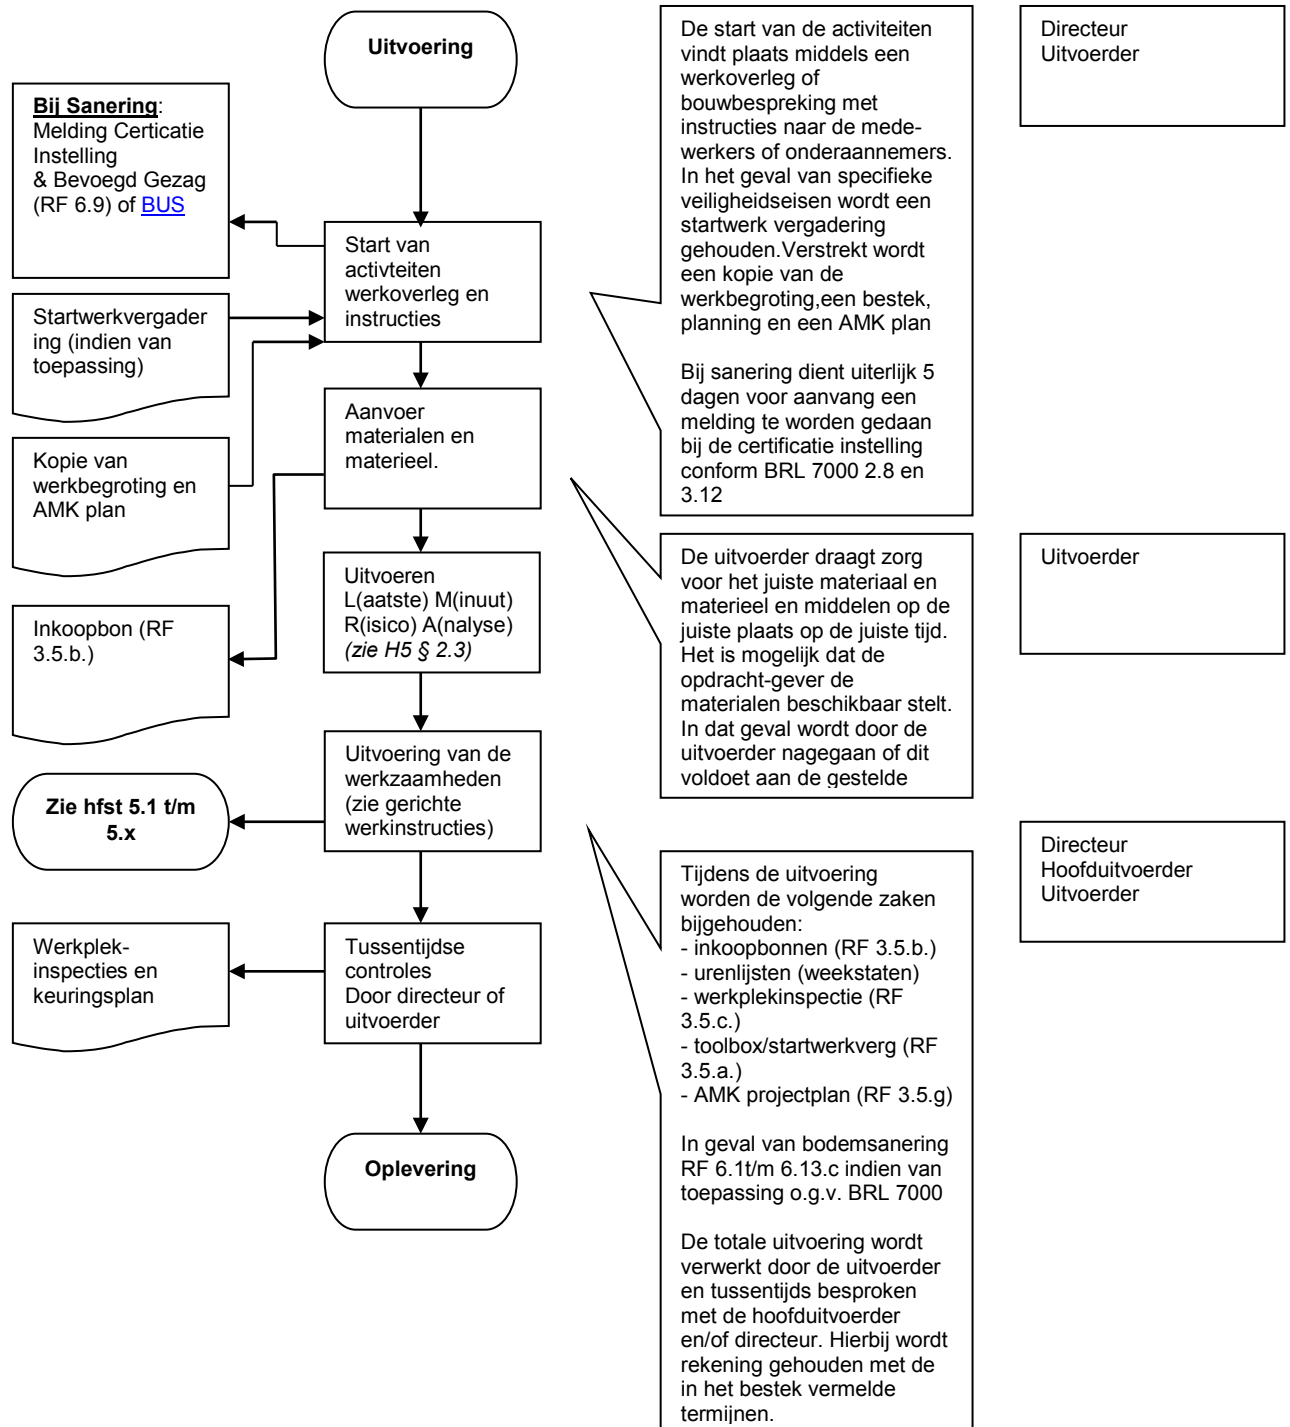 Uitvoering
Bij Sanering:
Melding Certicatie
Instelling
& Bevoegd Gezag
(RF 6.9) of BUS
Start van
activteiten
werkoverleg en
instructies
Startwerkvergader
ing (indien van
toepassing)
Kopie van
werkbegroting en
AMK plan
Aanvoer
materialen en
materieel.
Inkoopbon (RF
3.5.b.)
Uitvoeren
L(aatste) M(inuut)
R(isico) A(nalyse)
(zie H5 § 2.3)
Uitvoering van de
werkzaamheden
(zie gerichte
werkinstructies)
Zie hfst 5.1 t/m
5.x
Werkplek-
inspecties en
keuringsplan
Tussentijdse
controles
Door directeur of
uitvoerder
Oplevering
De start van de activiteiten
vindt plaats middels een
werkoverleg of
bouwbespreking met
instructies naar de mede-
werkers of onderaannemers.
In het geval van specifieke
veiligheidseisen wordt een
startwerk vergadering
gehouden.Verstrekt wordt
een kopie van de
werkbegroting,een bestek,
planning en een AMK plan
Bij sanering dient uiterlijk 5
dagen voor aanvang een
melding te worden gedaan
bij de certificatie instelling
conform BRL 7000 2.8 en
3.12
Directeur
Uitvoerder
De uitvoerder draagt zorg
voor het juiste materiaal en
materieel en middelen op de
juiste plaats op de juiste tijd.
Het is mogelijk dat de
opdracht-gever de
materialen beschikbaar stelt.
In dat geval wordt door de
uitvoerder nagegaan of dit
voldoet aan de gestelde
Uitvoerder
Tijdens de uitvoering
worden de volgende zaken
bijgehouden:
- inkoopbonnen (RF 3.5.b.)
- urenlijsten (weekstaten)
- werkplekinspectie (RF
3.5.c.)
- toolbox/startwerkverg (RF
3.5.a.)
- AMK projectplan (RF 3.5.g)
In geval van bodemsanering
RF 6.1t/m 6.13.c indien van
toepassing o.g.v. BRL 7000
De totale uitvoering wordt
verwerkt door de uitvoerder
en tussentijds besproken
met de hoofduitvoerder
en/of directeur. Hierbij wordt
rekening gehouden met de
in het bestek vermelde
termijnen.
Directeur
Hoofduitvoerder
Uitvoerder